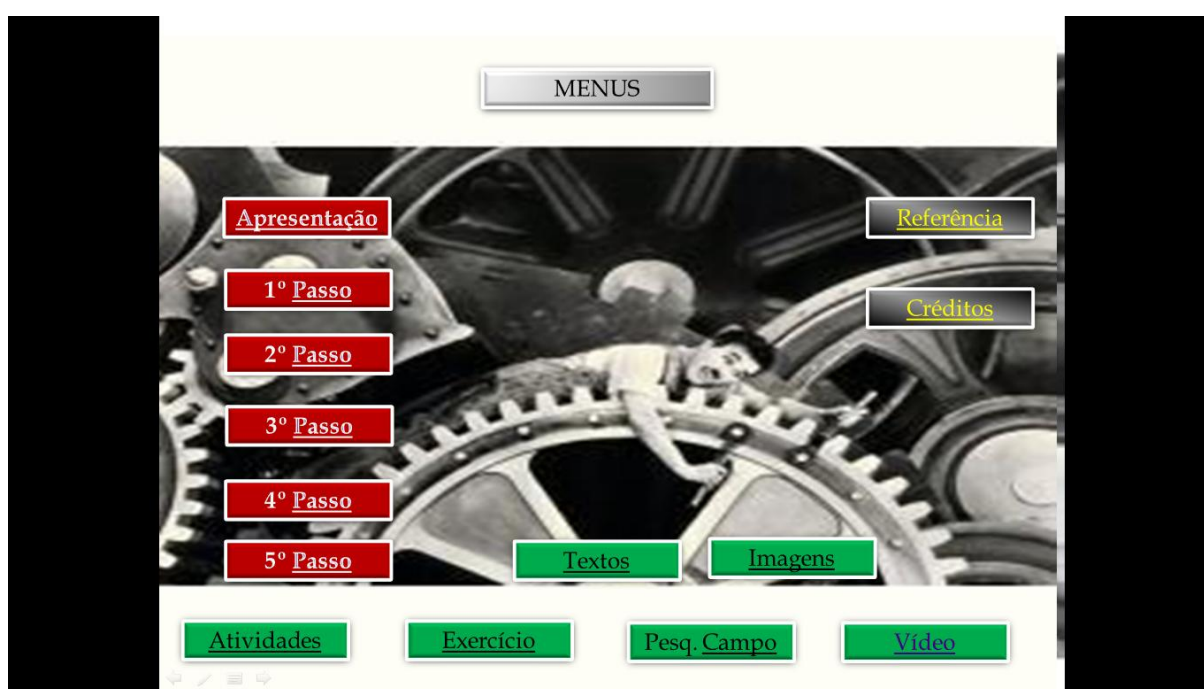 MENUS
Apresentação
Referência
1º Passo
Créditos
2º Passo
3º Passo
4º Passo
5º Passo
Textos
Imagens
Atividades
Exercício
Pesq. Campo
Vídeo